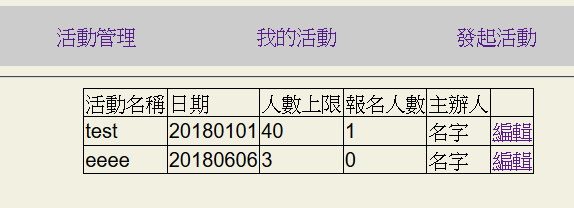 活動管理 我的活動 發起活動
活動名稱 日期 人數上限 報名人數 主辦人
test 20180101 40 1 名字 編輯
eeee 20180606 3 0 名字 編輯